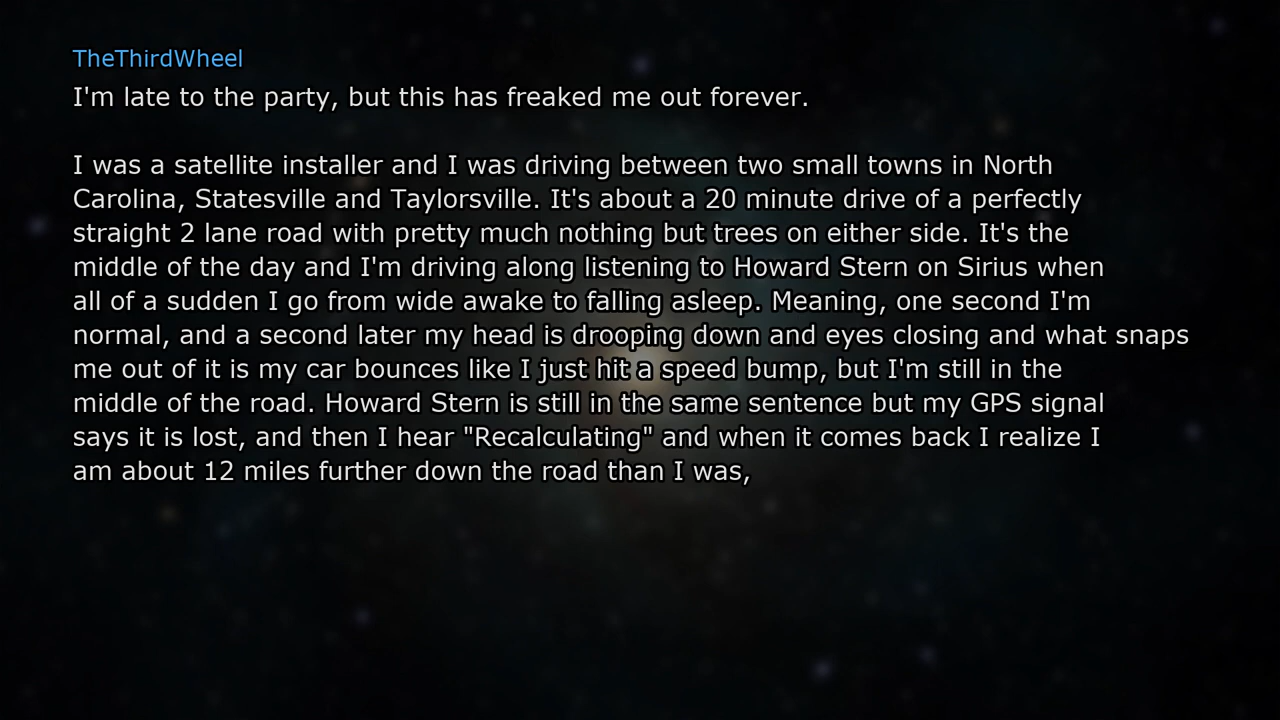 TheThirdWheel
I'm late to the party, but this has freaked me out forever.
I was a satellite installer and I was driving between two small towns in North
Carolina, Statesville and Taylorsville. It's about a 20 minute drive of a perfectly
straight 2 lane road with pretty much nothing but trees on either side. It's the
middle of the day and I'm driving along listening to Howard Stern on Sirius when
all of a sudden I go from wide awake to falling asleep. Meaning, one second I'm
normal, and a second later my head is drooping down and eyes closing and what snaps
me out of it is my car bounces like I just hit a speed bump, but I'm still in the
middle of the road. Howard Stern is still in the same sentence but my GPS signal
says it is lost, and then I hear "Recalculating" and when it comes back I realize I
am about 12 miles further down the road than I was,